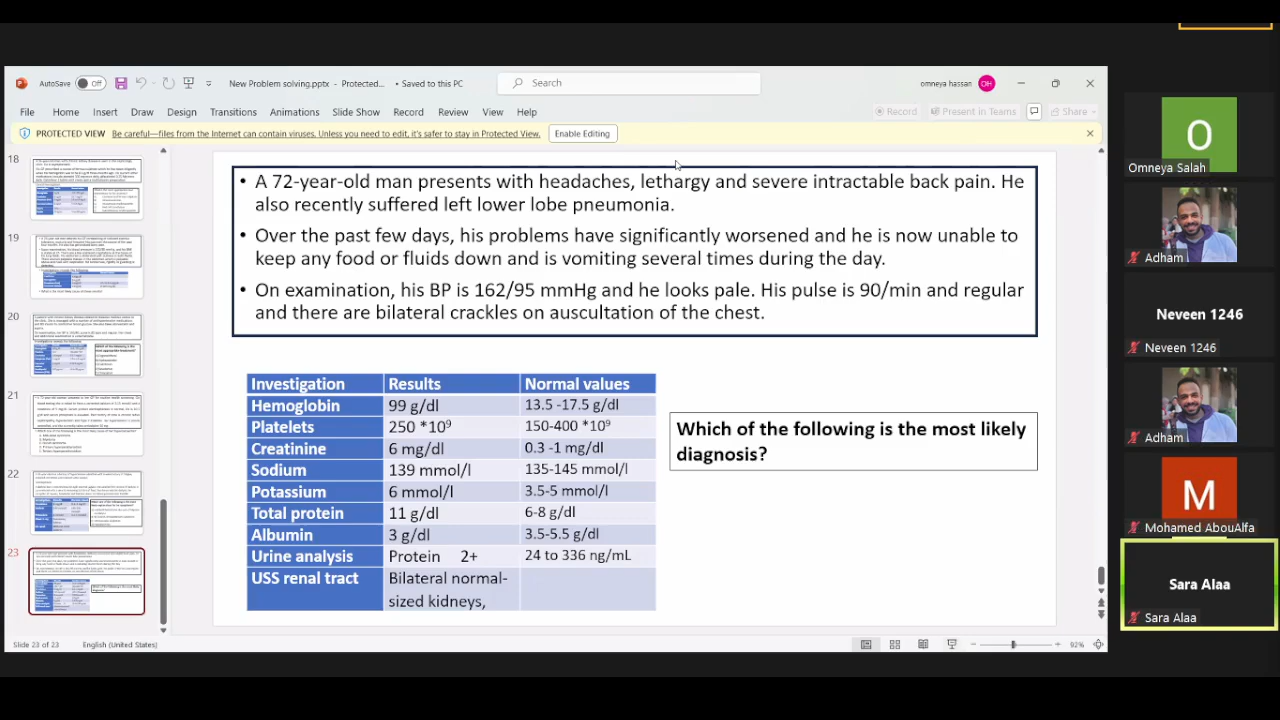 AutoSave Off New Problem solving.pptx - Protected... • Saved to this PC Search omneya hassan OH
File Home Insert Draw Design Transitions Animations Slide Show Record Review View Help Record Present in Teams Share
PROTECTED VIEW Be careful—files from the Internet can contain viruses. Unless you need to edit, it's safer to stay in Protected View. Enable Editing
18
19
20
21
22
23
A 72-year-old man presents with headaches, lethargy and severe intractable back pain. He
also recently suffered left lower lobe pneumonia.
• Over the past few days, his problems have significantly worsened and he is now unable to
keep any food or fluids down and is vomiting several times during the day.
• On examination, his BP is 162/95 mmHg and he looks pale. His pulse is 90/min and regular
and there are bilateral crackles on auscultation of the chest.
Investigation Results Normal values
Hemoglobin 99 g/dl 13.5-17.5 g/dl
Platelets 250 *10⁹ 150-400 *10⁹
Creatinine 6 mg/dl 0.3 -1 mg/dl
Sodium 139 mmol/l 135-145 mmol/l
Potassium 6 mmol/l 3.5-5 mmol/l
Total protein 11 g/dl 6-8 g/dl
Albumin 3 g/dl 3.5-5.5 g/dl
Urine analysis Protein 2+ 24 to 336 ng/mL
USS renal tract Bilateral normal
sized kidneys,
Which of the following is the most likely
diagnosis?
Slide 23 of 23 English (United States) 92%
O
Omneya Salah
Adham
Neveen 1246
Neveen 1246
Adham
M
Mohamed AbouAlfa
Sara Alaa
Sara Alaa